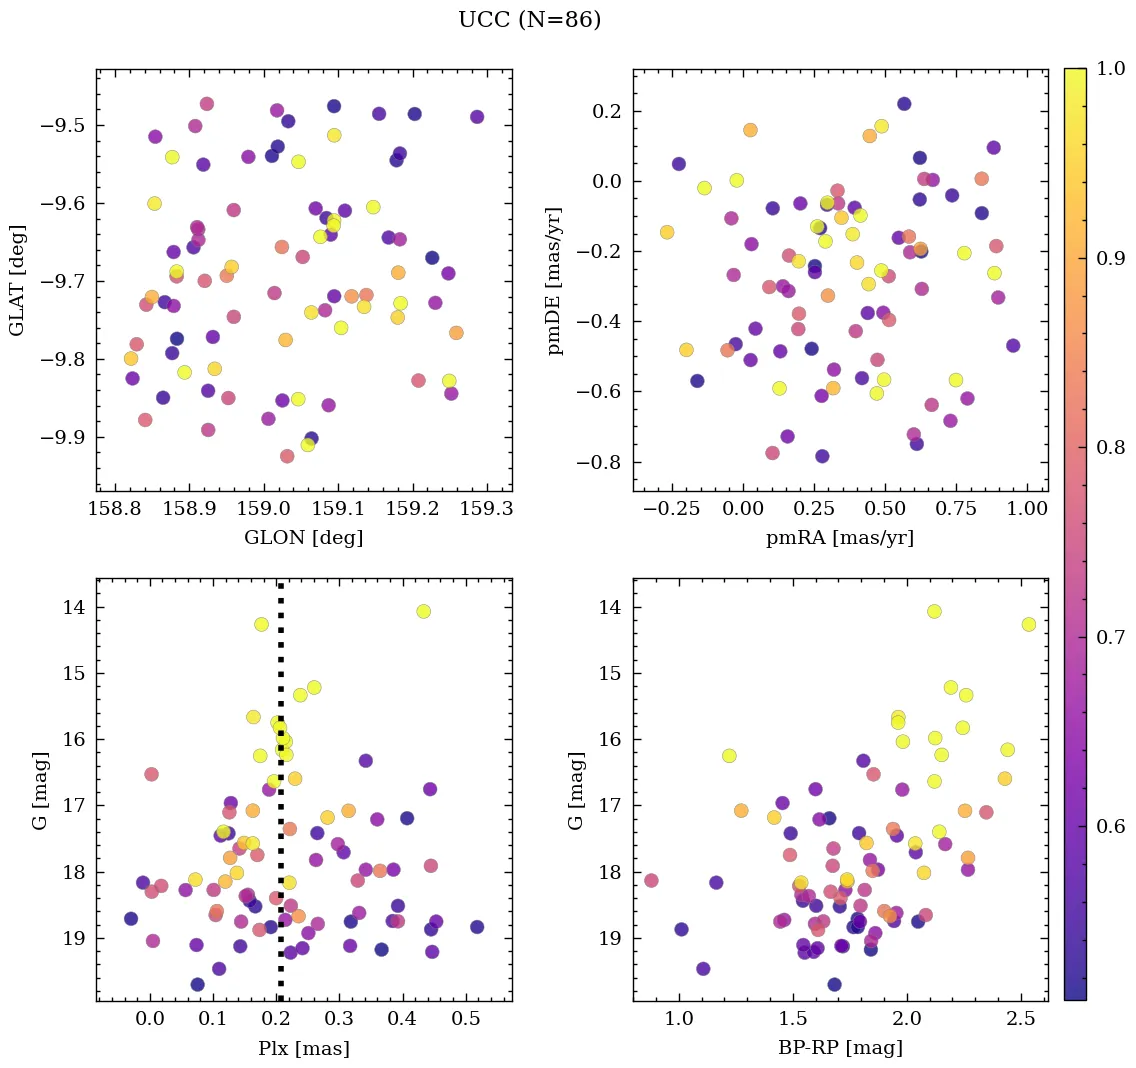 UCC (N=86)
−9.5
−9.6
−9.7
−9.8
−9.9
GLAT [deg]
158.8 158.9 159.0 159.1 159.2 159.3
GLON [deg]
0.2
0.0
−0.2
−0.4
−0.6
−0.8
pmDE [mas/yr]
−0.25 0.00 0.25 0.50 0.75 1.00
pmRA [mas/yr]
1.0
0.9
0.8
0.7
0.6
14
15
16
17
18
19
G [mag]
0.0 0.1 0.2 0.3 0.4 0.5
Plx [mas]
14
15
16
17
18
19
G [mag]
1.0 1.5 2.0 2.5
BP-RP [mag]